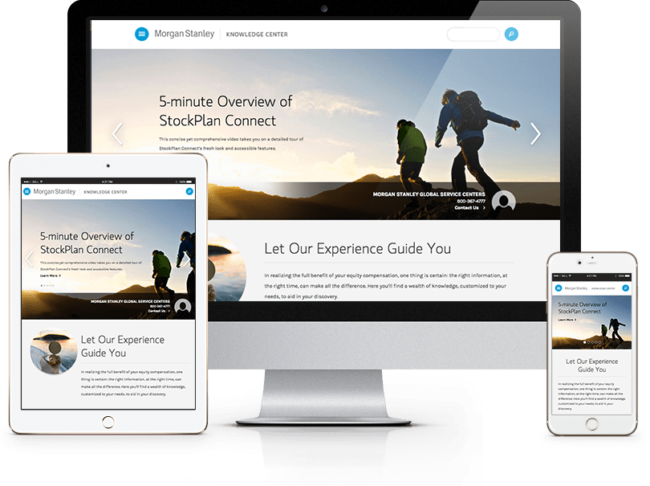 Morgan Stanley KNOWLEDGE CENTER
5-minute Overview of
StockPlan Connect
This concise yet comprehensive video takes you on a detailed tour of
StockPlan Connect's fresh look and accessible features.
MORGAN STANLEY GLOBAL SERVICE CENTERS
800-367-4777
Contact Us >
Let Our Experience Guide You
In realizing the full benefit of your equity compensation, one thing is certain: the right information, at
the right time, can make all the difference. Here you'll find a wealth of knowledge, customized to your
needs, to aid in your discovery.
Morgan Stanley KNOWLEDGE CENTER
5-minute Overview of
StockPlan Connect
This concise yet comprehensive video takes you on a detailed tour of
StockPlan Connect's fresh look and accessible features.
Learn More >
MORGAN STANLEY GLOBAL SERVICE CENTERS
800-367-4777
Contact Us >
Let Our Experience
Guide You
In realizing the full benefit of your equity compensation, one
thing is certain: the right information, at the right time, can
make all the difference. Here you'll find a wealth of knowledge,
customized to your needs, to aid in your discovery.
Morgan Stanley KNOWLEDGE CENTER
5-minute Overview of
StockPlan Connect
Learn More >
Let Our Experience
Guide You
In realizing the full benefit of your equity
compensation, one thing is certain: the right
information, at the right time, can make all the
difference. Here you'll find a wealth of knowledge,
customized to your needs, to aid in your
discovery.